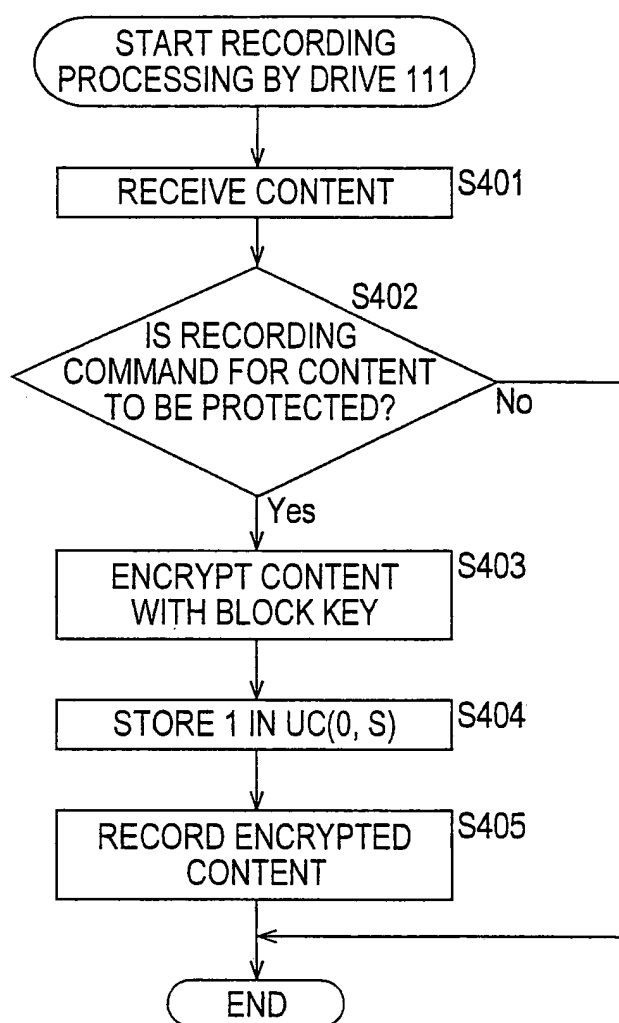 START RECORDING
PROCESSING BY DRIVE 111
RECEIVE CONTENT
S401
S402
IS RECORDING
COMMAND FOR CONTENT
TO BE PROTECTED?
No
Yes
ENCRYPT CONTENT
WITH BLOCK KEY
S403
STORE 1 IN UC(0, S)
S404
RECORD ENCRYPTED
CONTENT
S405
END